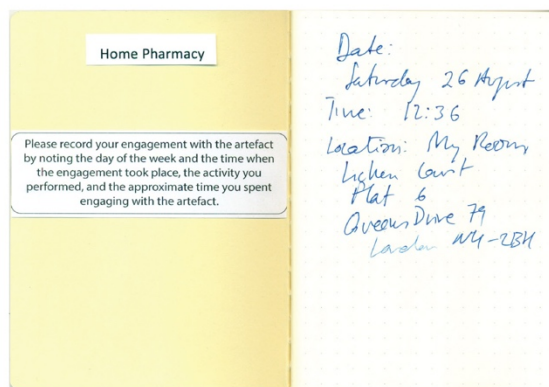 Home Pharmacy
Please record your engagement with the artefact
by noting the day of the week and the time when
the engagement took place, the activity you
performed, and the approximate time you spent
engaging with the artefact.
Date:
Saturday 26 August
Time: 12:36
Location: My Room
Court
Flat 6
Queens Drive 79
London N4-2BH